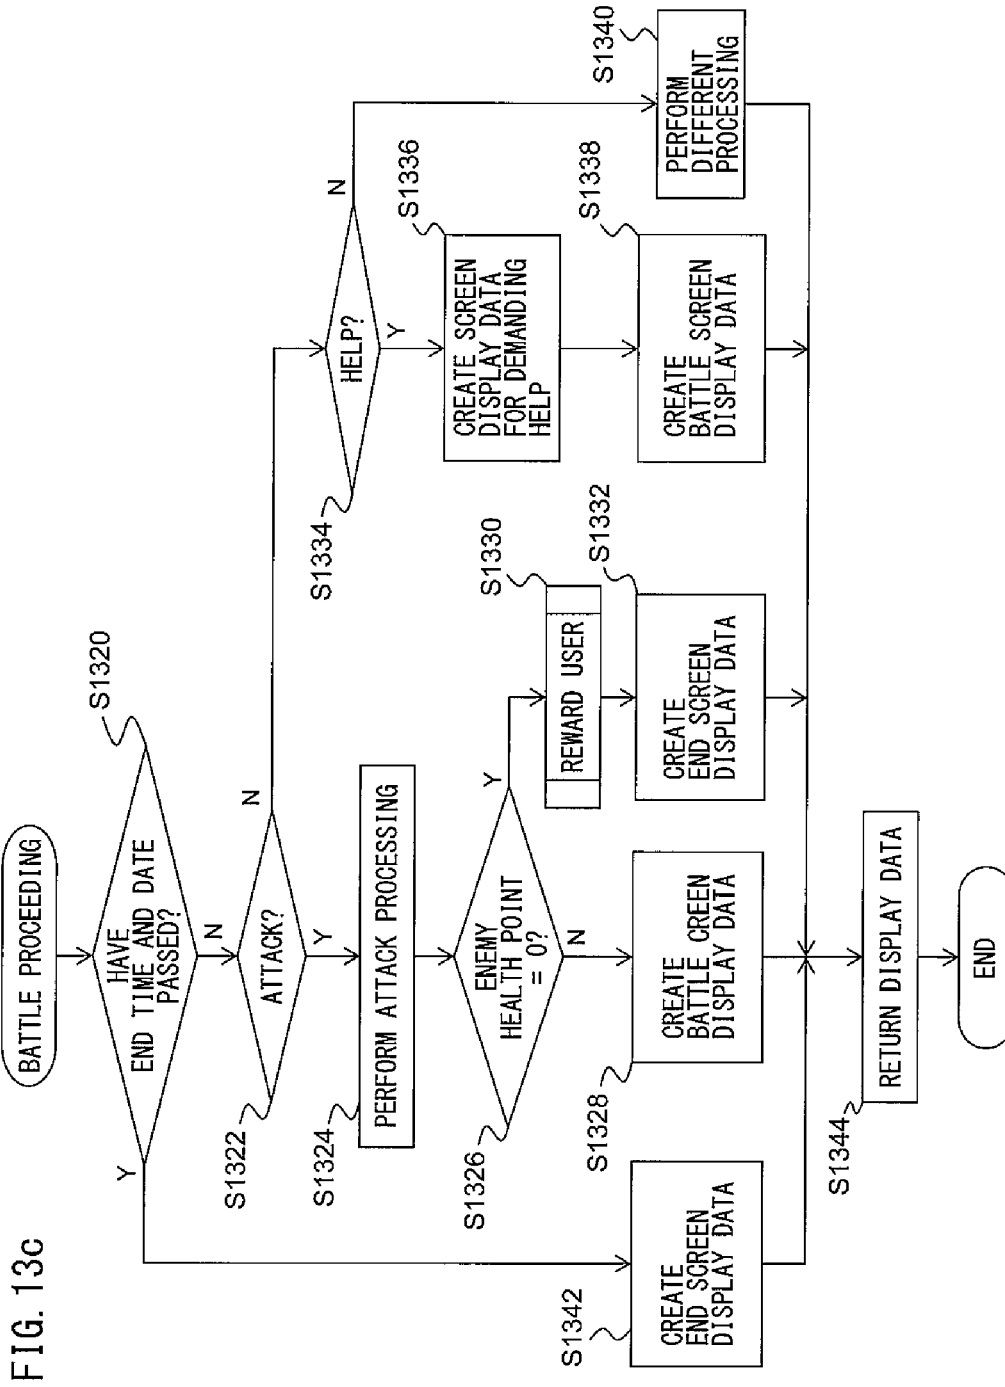 FIG. 13c
BATTLE PROCEEDING
S1320
HAVE
END TIME AND DATE
PASSED?
Y
N
S1322
ATTACK?
N
Y
S1324
PERFORM ATTACK PROCESSING
S1326
ENEMY
HEALTH POINT
= 0?
Y
N
S1328
CREATE
BATTLE CREEN
DISPLAY DATA
S1330
REWARD USER
S1332
CREATE
END SCREEN
DISPLAY DATA
S1334
HELP?
N
Y
S1336
CREATE SCREEN
DISPLAY DATA
FOR DEMANDING
HELP
S1338
CREATE
BATTLE SCREEN
DISPLAY DATA
S1340
PERFORM
DIFFERENT
PROCESSING
S1342
CREATE
END SCREEN
DISPLAY DATA
S1344
RETURN DISPLAY DATA
END